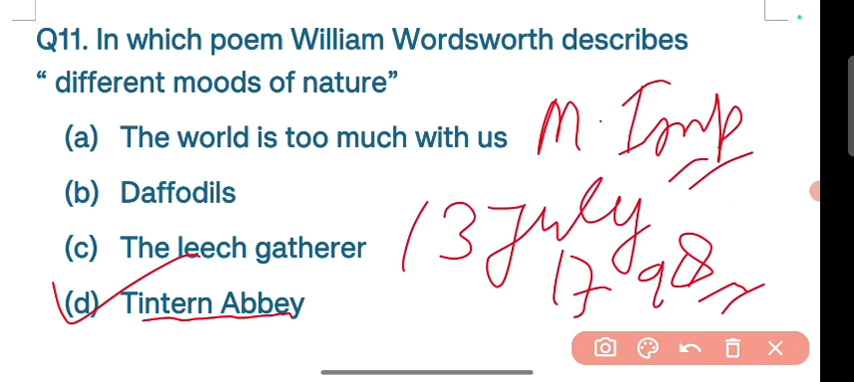 Q11. In which poem William Wordsworth describes
“ different moods of nature”
(a) The world is too much with us
M. Imp
(b) Daffodils
13 July
(c) The leech gatherer
1798
(d) Tintern Abbey